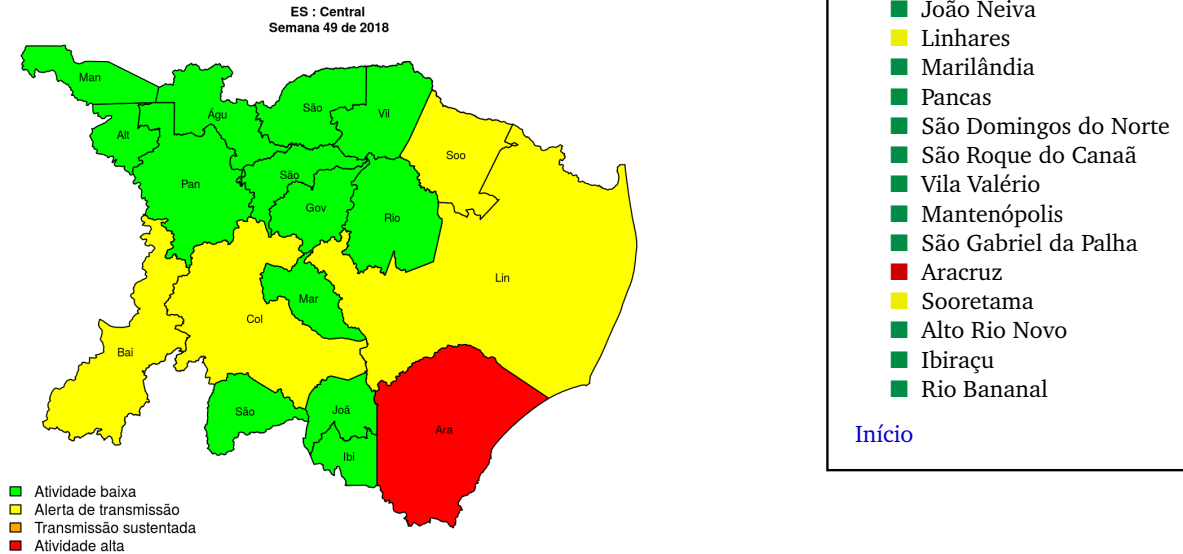 ES : Central
Semana 49 de 2018
Man
Águ
São
Vil
Alt
Soo
Pan
São
Gov
Rio
Lin
Mar
Col
Bai
São
Joã
Ara
Ibi
Atividade baixa
Alerta de transmissão
Transmissão sustentada
Atividade alta
João Neiva
Linhares
Marilândia
Pancas
São Domingos do Norte
São Roque do Canaã
Vila Valério
Mantenópolis
São Gabriel da Palha
Aracruz
Sooretama
Alto Rio Novo
Ibiraçu
Rio Bananal
Início